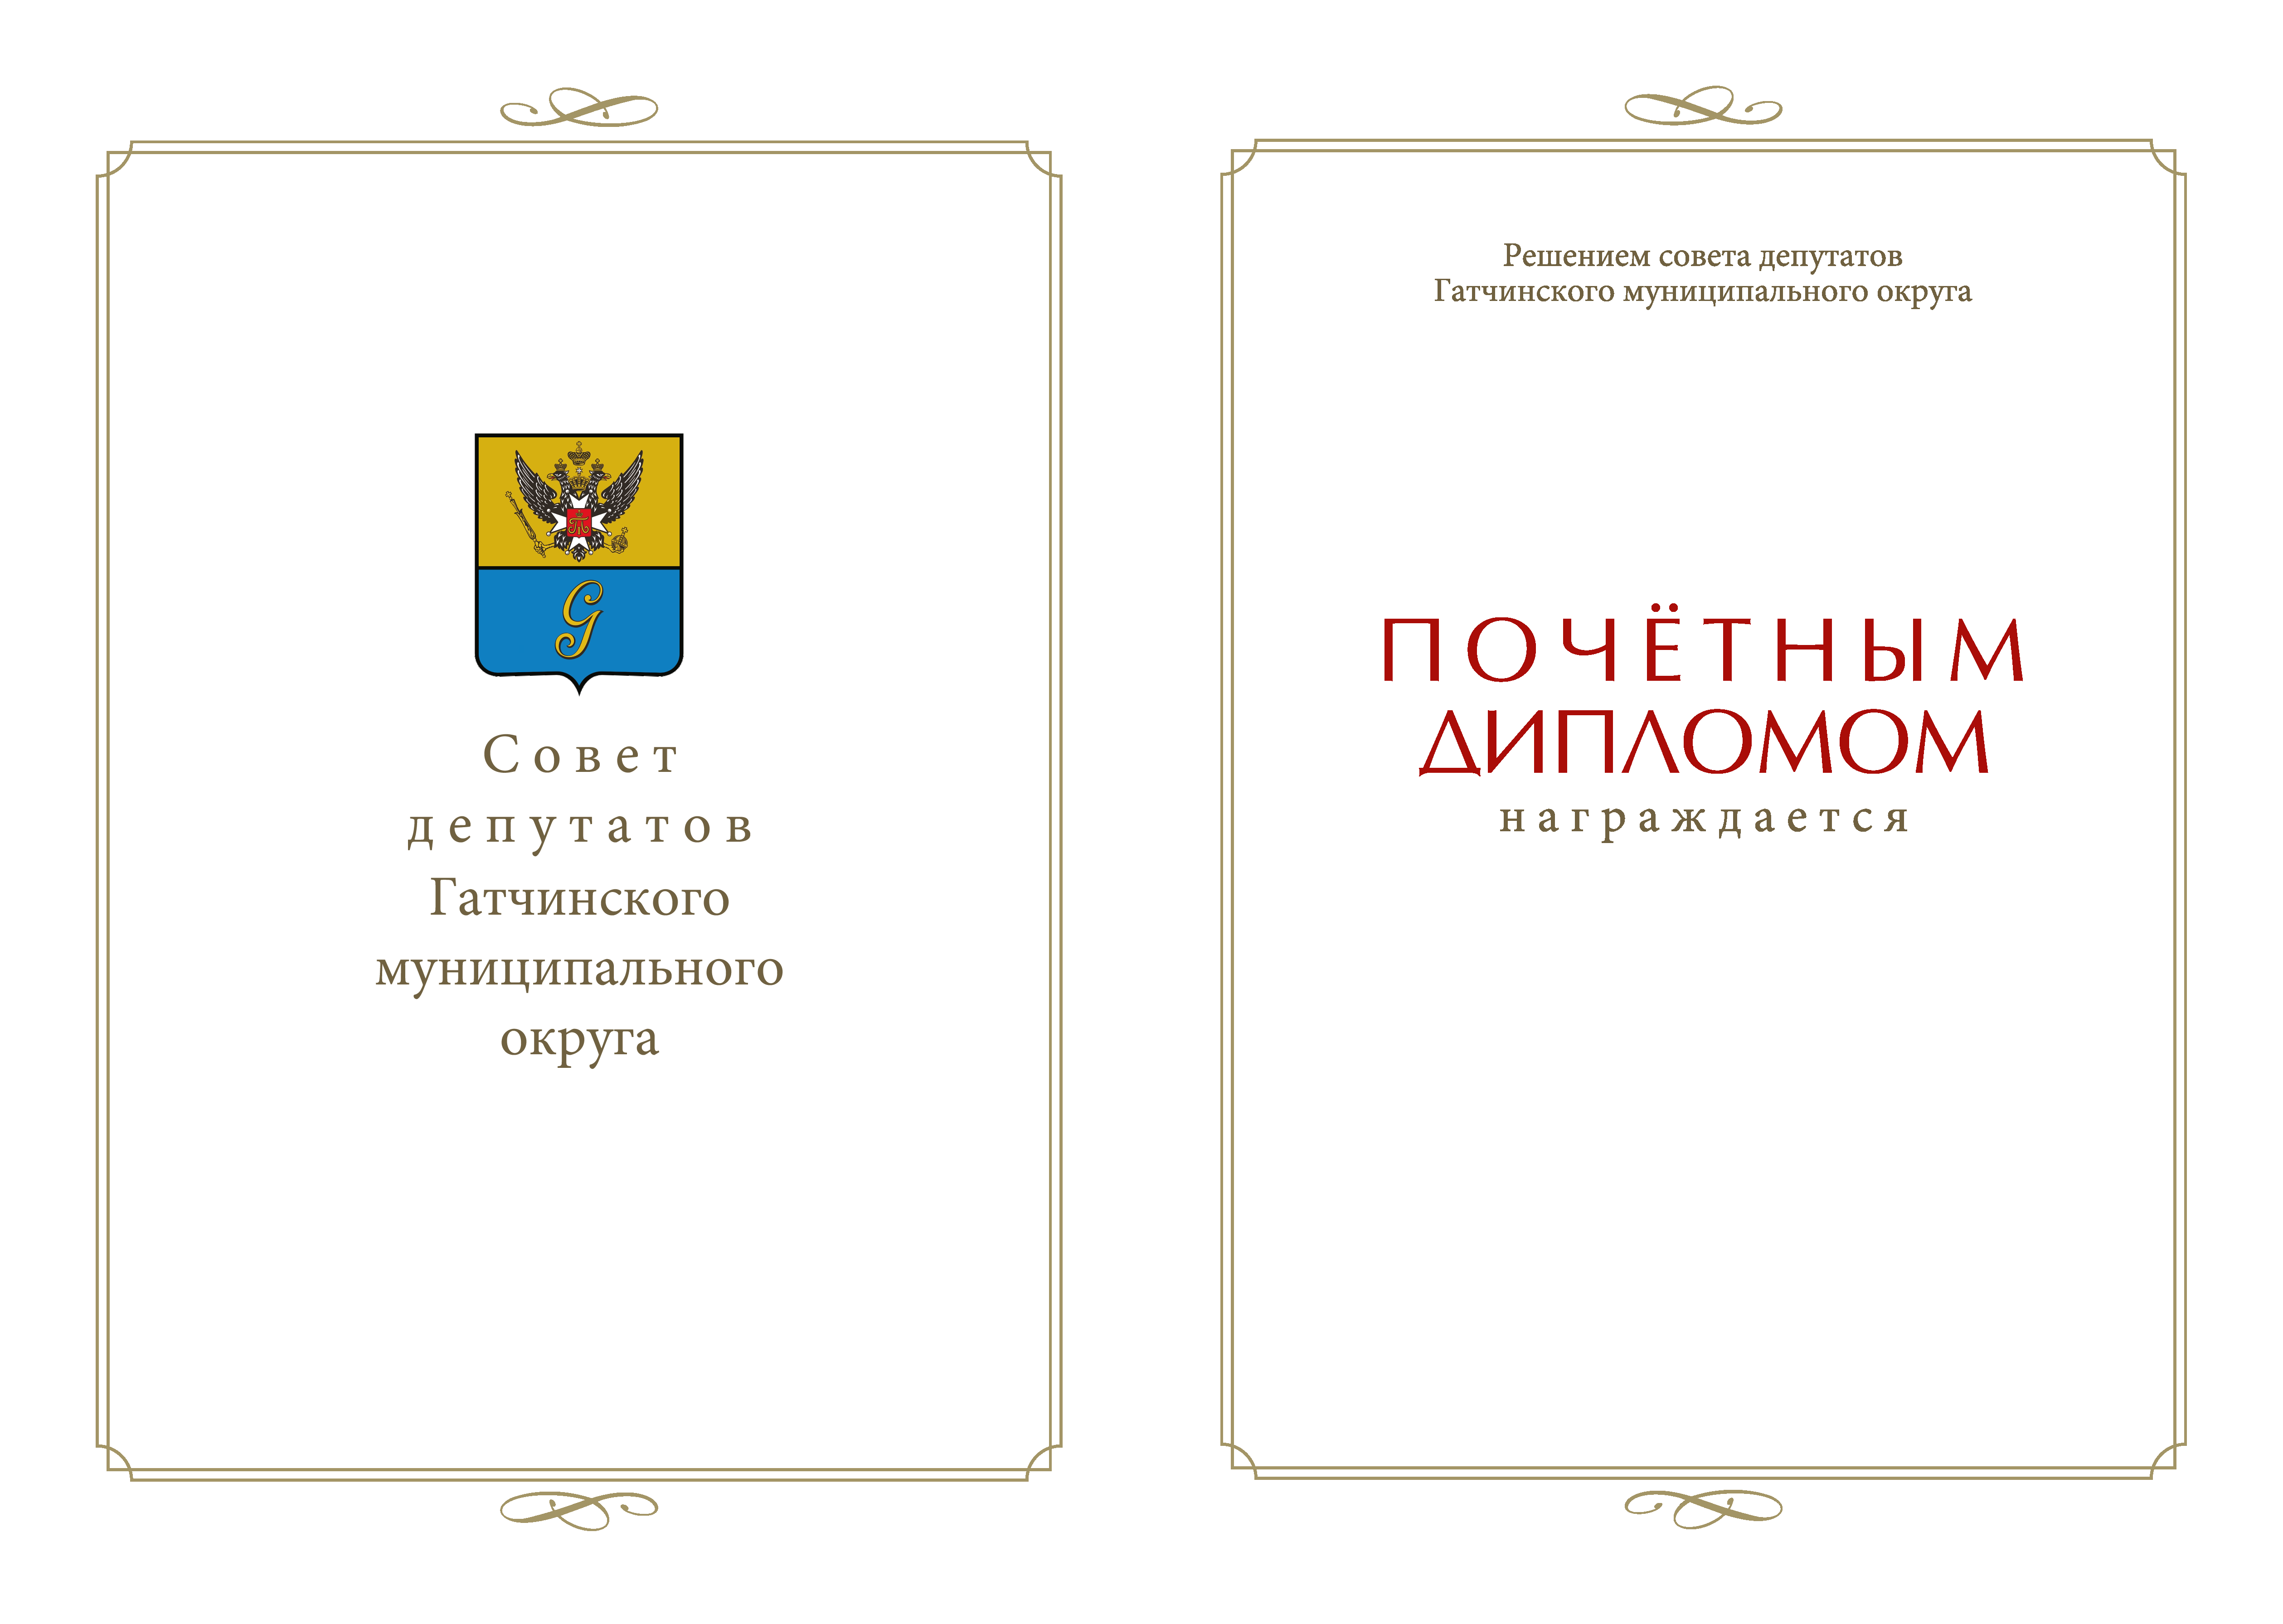 G
Совет
депутатов
Гатчинского
муниципального
округа
Решением совета депутатов
Гатчинского муниципального округа
ПОЧЁТНЫМ
ДИПЛОМОМ
награждается